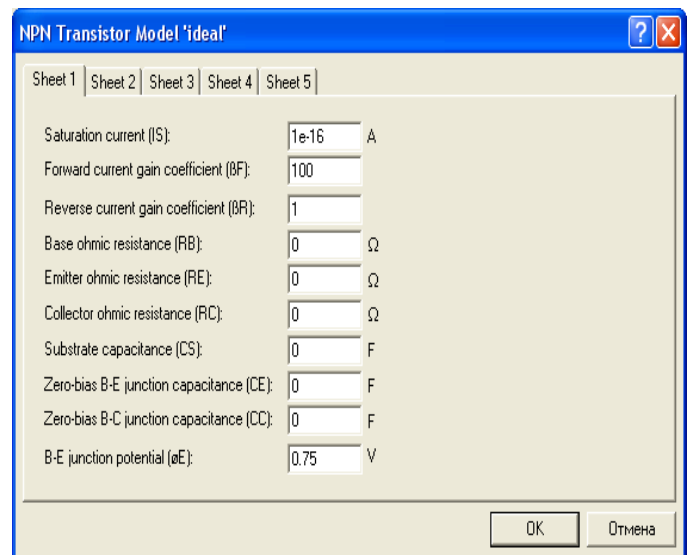 NPN Transistor Model 'ideal'
Sheet 1 Sheet 2 Sheet 3 Sheet 4 Sheet 5
Saturation current (IS): 1e-16 A
Forward current gain coefficient (ßF): 100
Reverse current gain coefficient (ßR): 1
Base ohmic resistance (RB): 0 Ω
Emitter ohmic resistance (RE): 0 Ω
Collector ohmic resistance (RC): 0 Ω
Substrate capacitance (CS): 0 F
Zero-bias B-E junction capacitance (CE): 0 F
Zero-bias B-C junction capacitance (CC): 0 F
B-E junction potential (øE): 0.75 V
OK Отмена